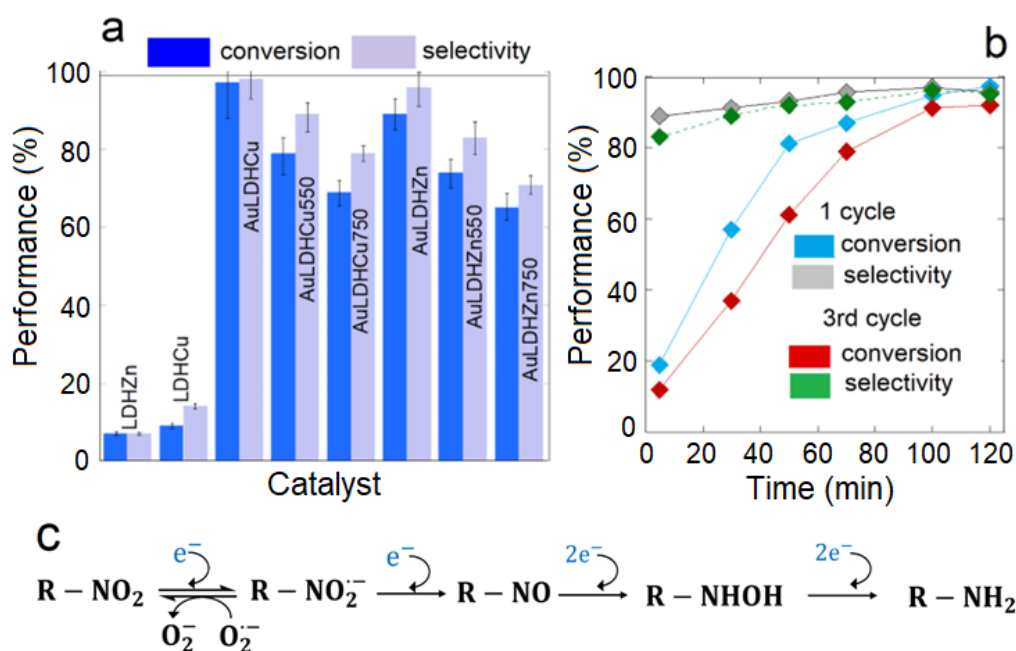 a
conversion
selectivity
Performance (%)
100
80
60
40
20
0
LDHZn
LDHCu
AuLDHCu
AuLDHCu550
AuLDHCu750
AuLDHZn
AuLDHZn550
AuLDHZn750
Catalyst
b
Performance (%)
100
80
60
40
20
0
1 cycle
conversion
selectivity
3rd cycle
conversion
selectivity
0 20 40 60 80 100 120
Time (min)
c
e⁻ e⁻ 2e⁻ 2e⁻
R − NO₂ ⇌ R − NO₂˙⁻ → R − NO → R − NHOH → R − NH₂
O₂⁻ O₂˙⁻